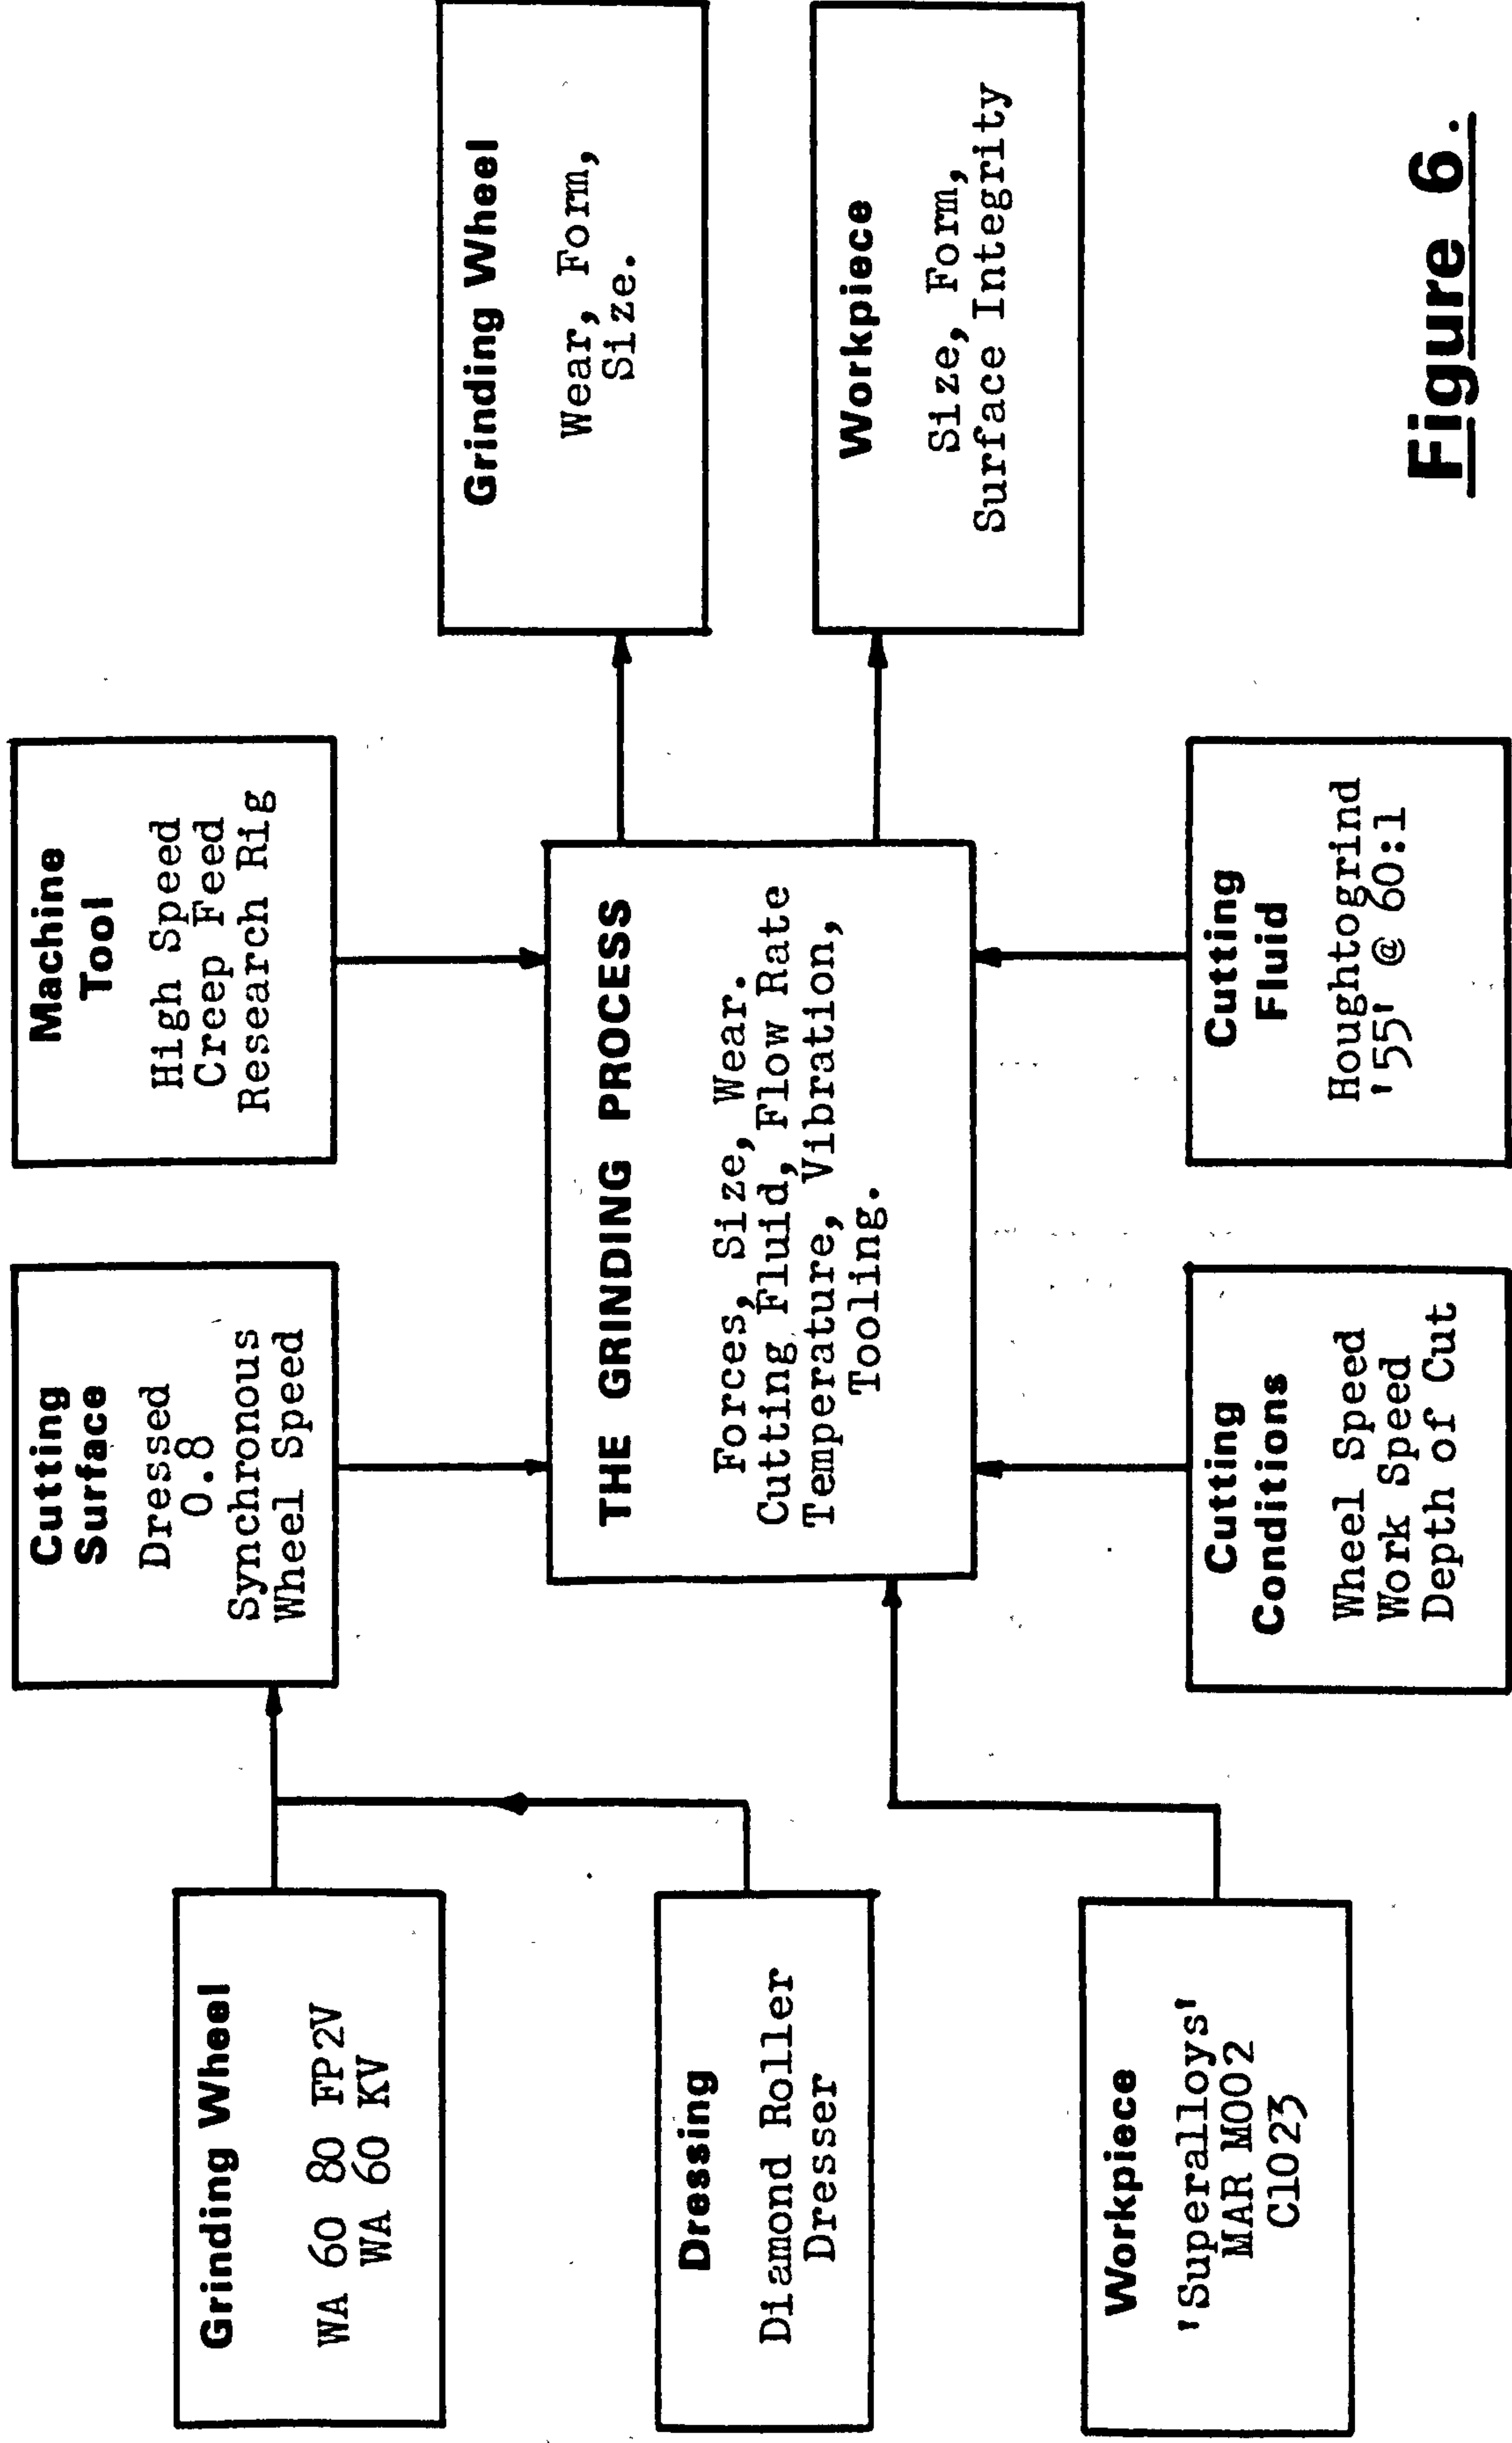 Grinding Wheel
WA 60 80 FP2V
WA 60 KV
Dressing
Diamond Roller
Dresser
Workpiece
'Superalloys'
MAR M002
C1023
Cutting
Surface
Dressed
0.8
Synchronous
Wheel Speed
Machine
Tool
High Speed
Creep Feed
Research Rig
THE GRINDING PROCESS
Forces, Size, Wear.
Cutting Fluid, Flow Rate
Temperature, Vibration,
Tooling.
Cutting
Conditions
Wheel Speed
Work Speed
Depth of Cut
Cutting
Fluid
Houghtogrind
'55' @ 60:1
Grinding Wheel
Wear, Form,
Size.
Workpiece
Size, Form,
Surface Integrity
Figure 6.